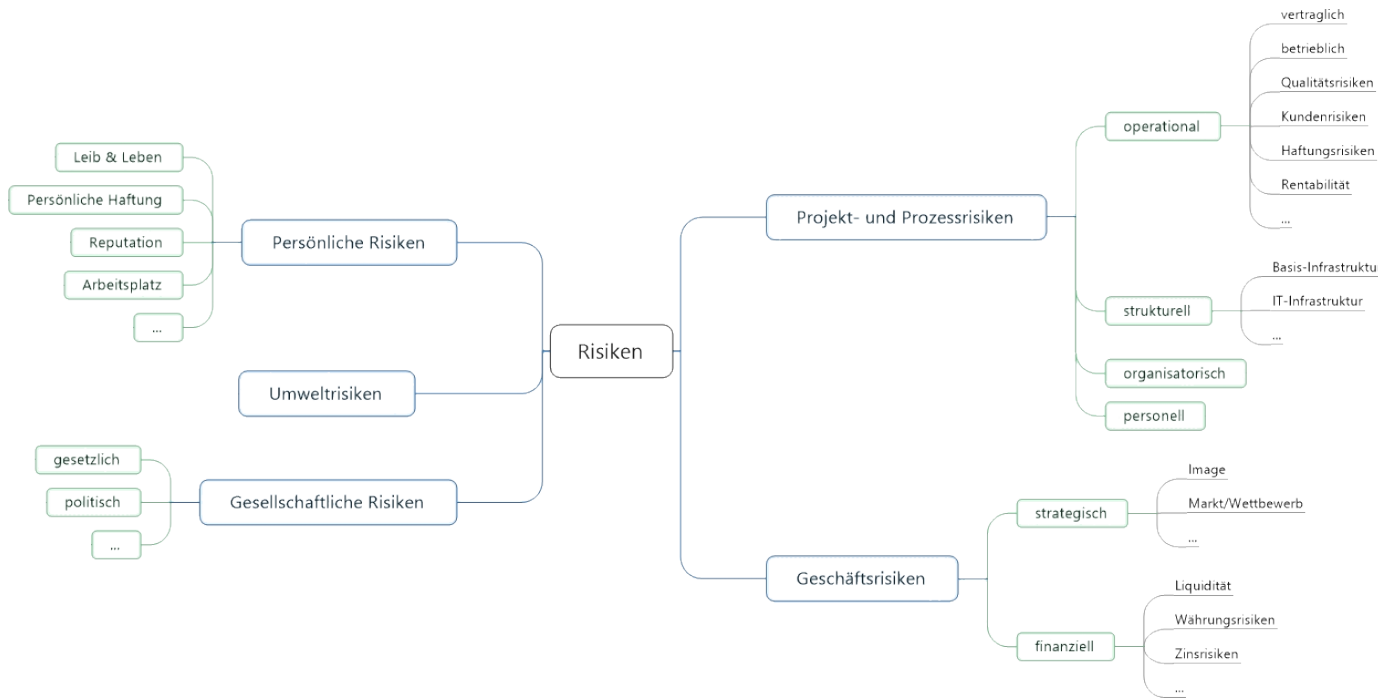 Risiken
Persönliche Risiken
Leib & Leben
Persönliche Haftung
Reputation
Arbeitsplatz
...
Umweltrisiken
Gesellschaftliche Risiken
gesetzlich
politisch
...
Projekt- und Prozessrisiken
operational
vertraglich
betrieblich
Qualitätsrisiken
Kundenrisiken
Haftungsrisiken
Rentabilität
...
strukturell
Basis-Infrastruktu
IT-Infrastruktur
...
organisatorisch
personell
Geschäftsrisiken
strategisch
Image
Markt/Wettbewerb
...
finanziell
Liquidität
Währungsrisiken
Zinsrisiken
...